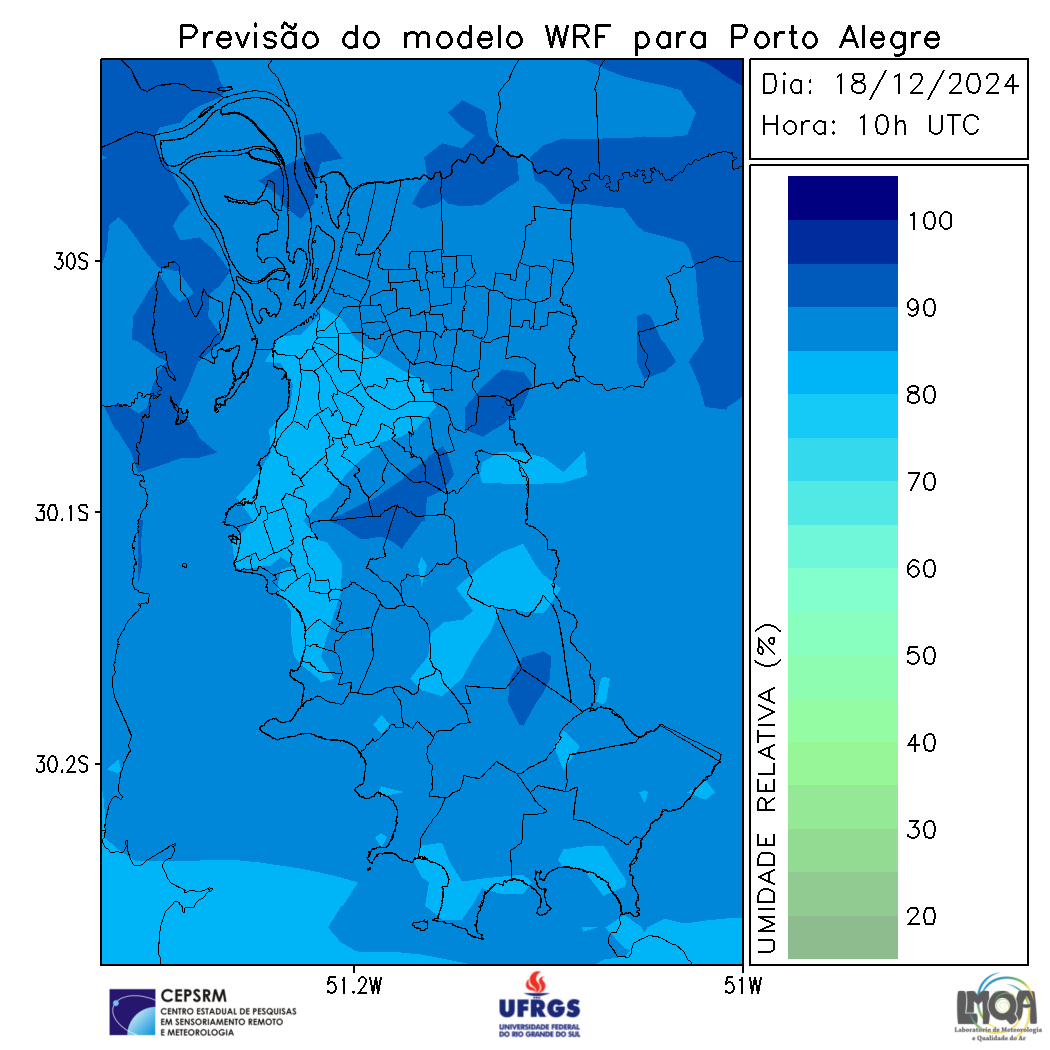 Previsão do modelo WRF para Porto Alegre
Dia: 18/12/2024
Hora: 10h UTC
100
90
80
70
60
50
40
30
20
UMIDADE RELATIVA (%)
30S
30.1S
30.2S
51.2W
51W
CEPSRM
CENTRO ESTADUAL DE PESQUISAS
EM SENSORIAMENTO REMOTO
E METEOROLOGIA
UFRGS
UNIVERSIDADE FEDERAL
DO RIO GRANDE DO SUL
LMQA
Laboratório de Meteorologia
e Qualidade do Ar